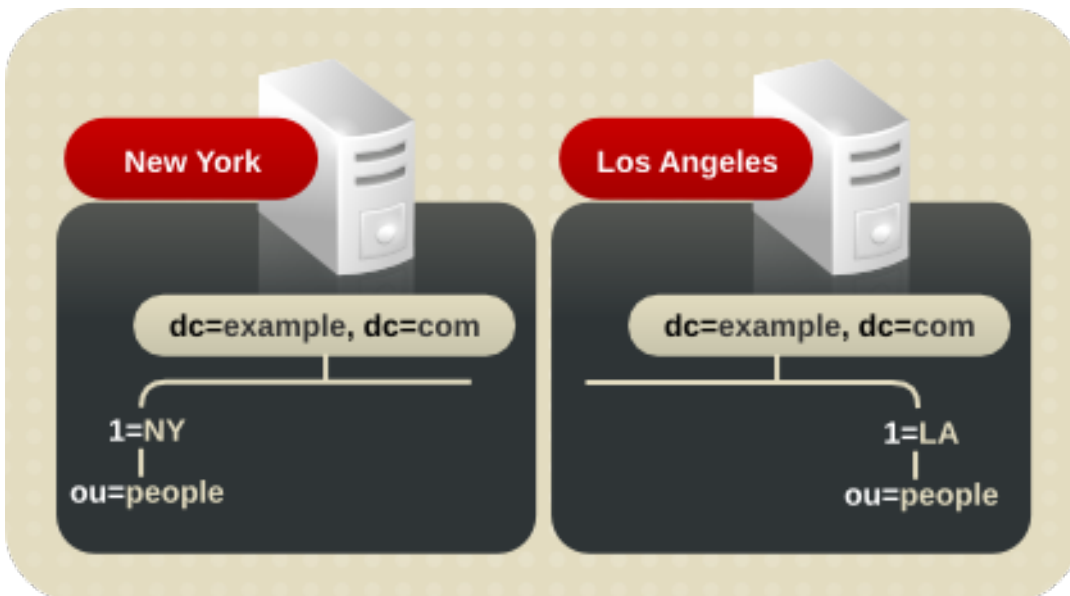 New York
dc=example, dc=com
1=NY
ou=people
Los Angeles
dc=example, dc=com
1=LA
ou=people